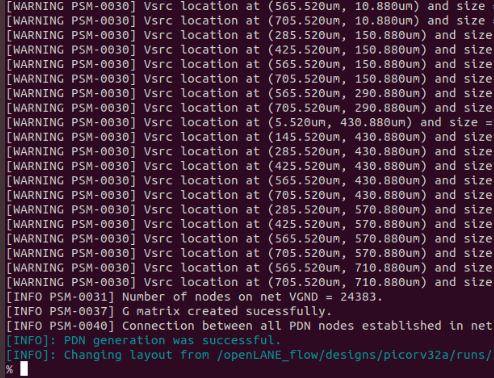 [WARNING PSM-0030] Vsrc location at (565.520um, 10.880um) and size =
[WARNING PSM-0030] Vsrc location at (705.520um, 10.880um) and size =
[WARNING PSM-0030] Vsrc location at (285.520um, 150.880um) and size
[WARNING PSM-0030] Vsrc location at (425.520um, 150.880um) and size
[WARNING PSM-0030] Vsrc location at (565.520um, 150.880um) and size
[WARNING PSM-0030] Vsrc location at (705.520um, 150.880um) and size
[WARNING PSM-0030] Vsrc location at (565.520um, 290.880um) and size
[WARNING PSM-0030] Vsrc location at (705.520um, 290.880um) and size
[WARNING PSM-0030] Vsrc location at (5.520um, 430.880um) and size =
[WARNING PSM-0030] Vsrc location at (145.520um, 430.880um) and size
[WARNING PSM-0030] Vsrc location at (285.520um, 430.880um) and size
[WARNING PSM-0030] Vsrc location at (425.520um, 430.880um) and size
[WARNING PSM-0030] Vsrc location at (565.520um, 430.880um) and size
[WARNING PSM-0030] Vsrc location at (705.520um, 430.880um) and size
[WARNING PSM-0030] Vsrc location at (285.520um, 570.880um) and size
[WARNING PSM-0030] Vsrc location at (425.520um, 570.880um) and size
[WARNING PSM-0030] Vsrc location at (565.520um, 570.880um) and size
[WARNING PSM-0030] Vsrc location at (565.520um, 710.880um) and size
[WARNING PSM-0030] Vsrc location at (705.520um, 710.880um) and size
[INFO PSM-0031] Number of nodes on net VGND = 24383.
[INFO PSM-0037] G matrix created sucessfully.
[INFO PSM-0040] Connection between all PDN nodes established in net
[INFO]: PDN generation was successful.
[INFO]: Changing layout from /openLANE_flow/designs/picorv32a/runs/
%